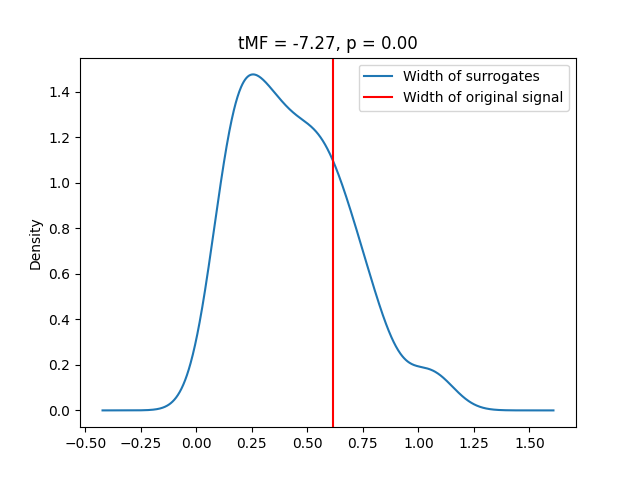 tMF = -7.27, p = 0.00
Width of surrogates
Width of original signal
Density
1.4
1.2
1.0
0.8
0.6
0.4
0.2
0.0
−0.50 −0.25 0.00 0.25 0.50 0.75 1.00 1.25 1.50